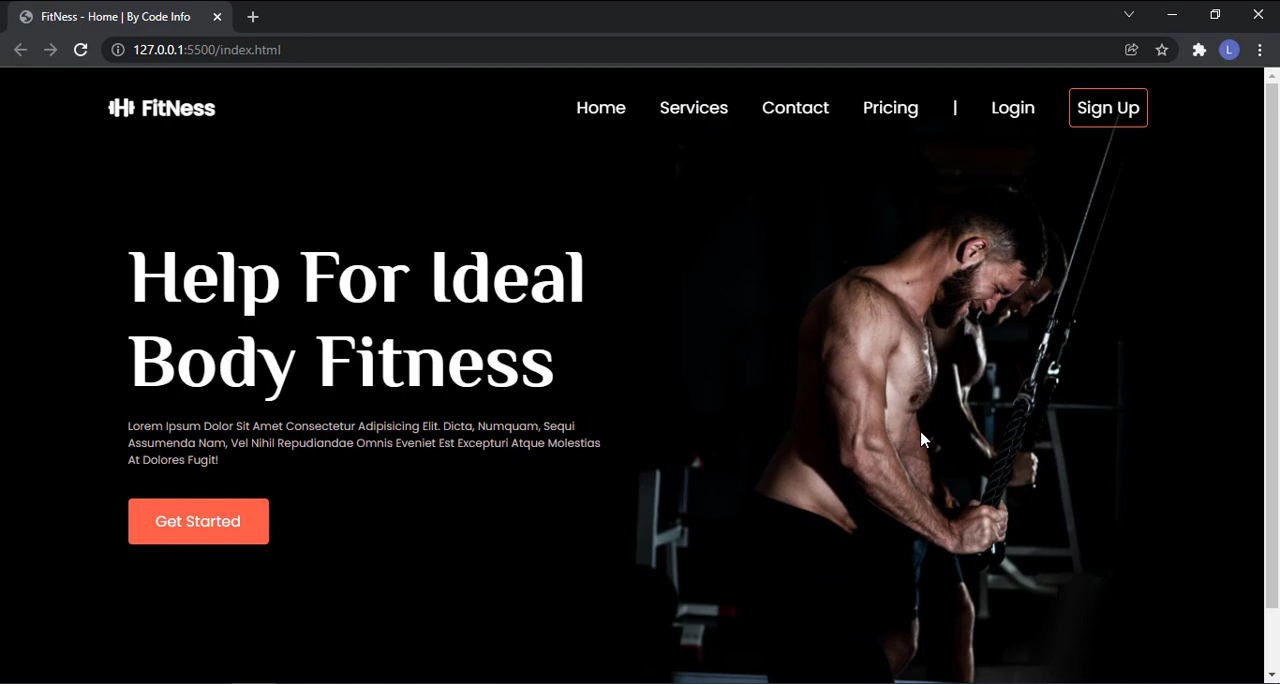 FitNess - Home | By Code Info
127.0.0.1:5500/index.html
L
FitNess
Home Services Contact Pricing | Login Sign Up
Help For Ideal
Body Fitness
Lorem Ipsum Dolor Sit Amet Consectetur Adipisicing Elit. Dicta, Numquam, Sequi
Assumenda Nam, Vel Nihil Repudiandae Omnis Eveniet Est Excepturi Atque Molestias
At Dolores Fugit!
Get Started